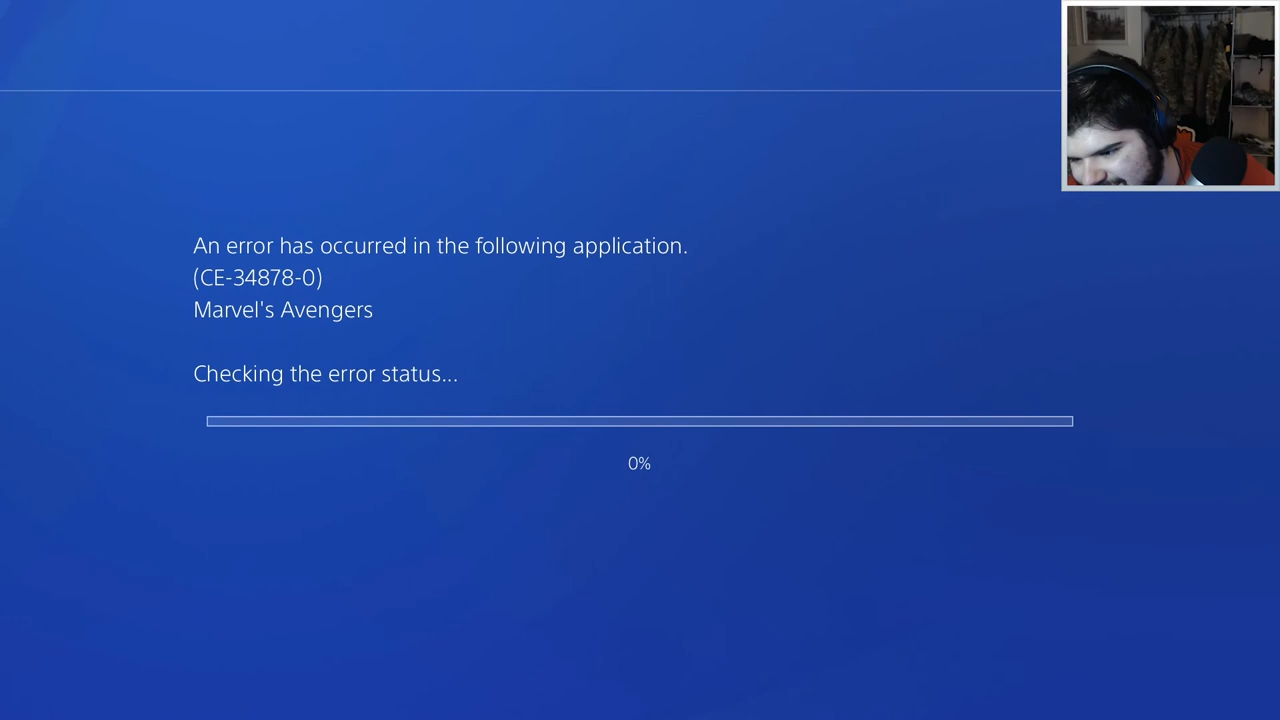 An error has occurred in the following application.
(CE-34878-0)
Marvel's Avengers
Checking the error status...
0%